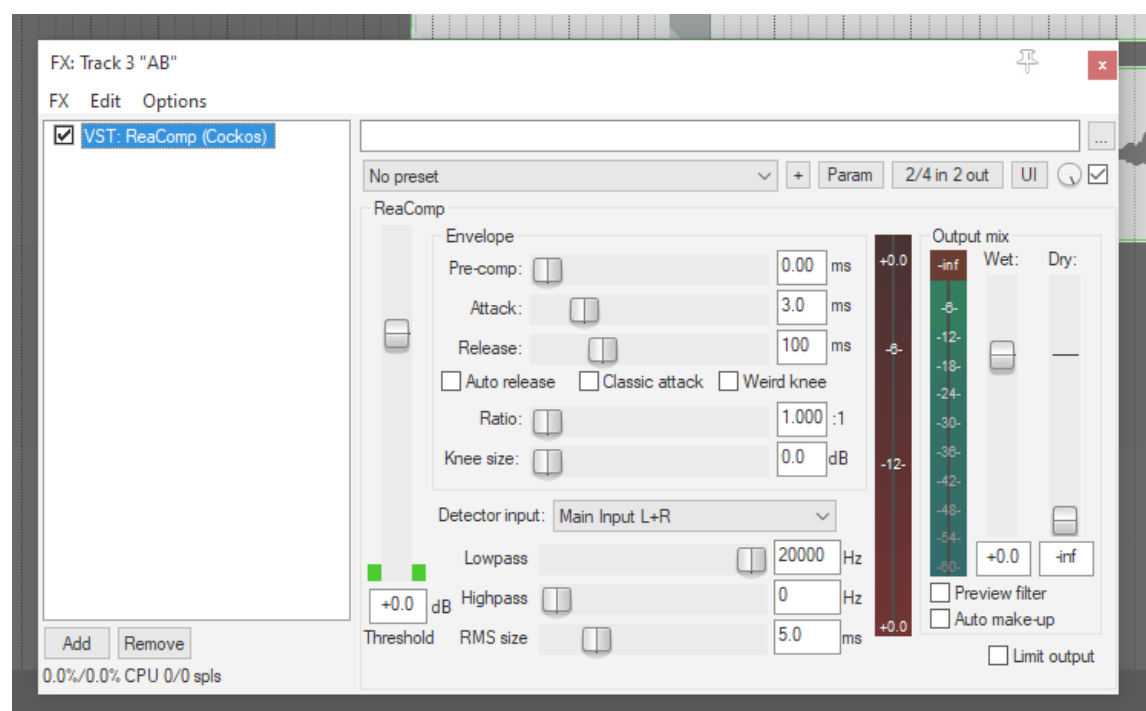 FX: Track 3 "AB"
x
FX Edit Options
VST: ReaComp (Cockos)
...
No preset + Param 2/4 in 2 out UI
ReaComp
Envelope
Pre-comp: 0.00 ms
Attack: 3.0 ms
Release: 100 ms
Auto release Classic attack Weird knee
Ratio: 1.000 :1
Knee size: 0.0 dB
Detector input: Main Input L+R
Lowpass 20000 Hz
Highpass 0 Hz
RMS size 5.0 ms
+0.0 dB
Threshold
+0.0
-6-
-12-
+0.0
Output mix
Wet: Dry:
-inf
-6-
-12-
-18-
-24-
-30-
-36-
-42-
-48-
-54-
-60-
+0.0 -inf
Preview filter
Auto make-up
Limit output
Add Remove
0.0%/0.0% CPU 0/0 spls